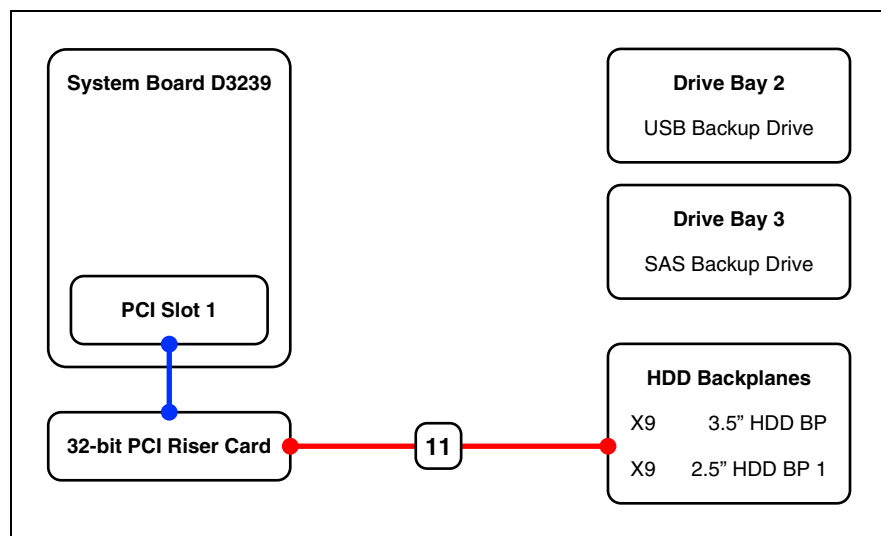 System Board D3239
PCI Slot 1
32-bit PCI Riser Card
11
Drive Bay 2
USB Backup Drive
Drive Bay 3
SAS Backup Drive
HDD Backplanes
X9 3.5” HDD BP
X9 2.5” HDD BP 1